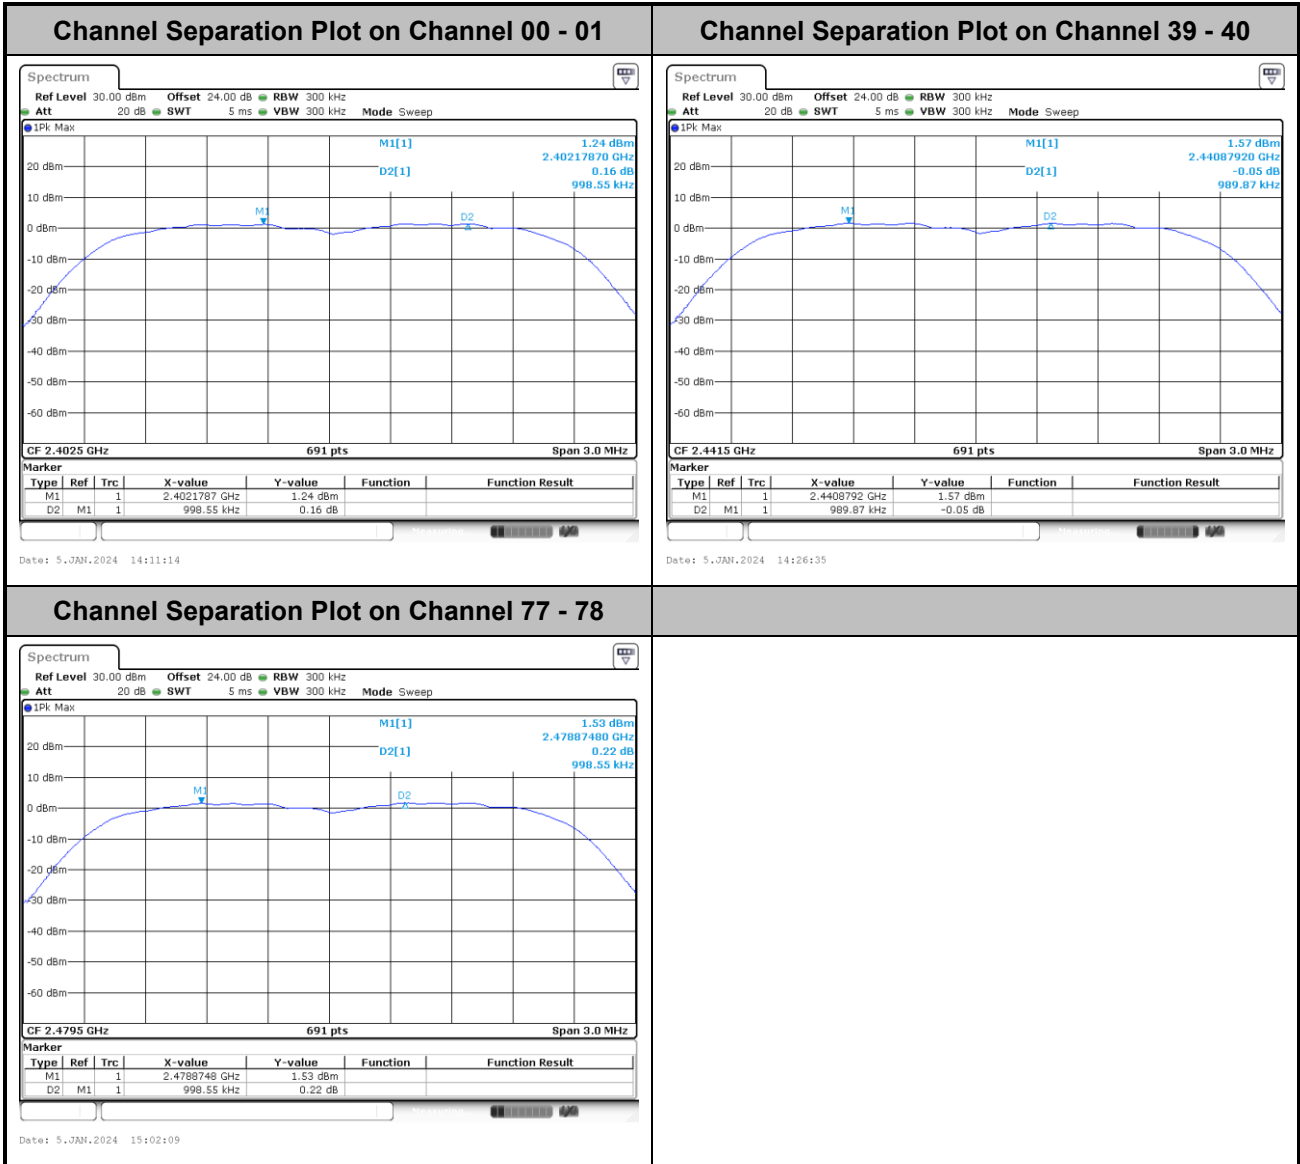 Channel Separation Plot on Channel 00 - 01
Spectrum
Ref Level 30.00 dBm Offset 24.00 dB RBW 300 kHz
Att 20 dB SWT 5 ms VBW 300 kHz Mode Sweep
1Pk Max
M1[1] 1.24 dBm
2.40217870 GHz
D2[1] 0.16 dB
998.55 kHz
20 dBm
10 dBm
M1
D2
0 dBm
-10 dBm
-20 dBm
-30 dBm
-40 dBm
-50 dBm
-60 dBm
CF 2.4025 GHz 691 pts Span 3.0 MHz
Marker
Type Ref Trc X-value Y-value Function Function Result
M1 1 2.4021787 GHz 1.24 dBm
D2 M1 1 998.55 kHz 0.16 dB
Date: 5.JAN.2024 14:11:14
Channel Separation Plot on Channel 39 - 40
Spectrum
Ref Level 30.00 dBm Offset 24.00 dB RBW 300 kHz
Att 20 dB SWT 5 ms VBW 300 kHz Mode Sweep
1Pk Max
M1[1] 1.57 dBm
2.44087920 GHz
D2[1] -0.05 dB
989.87 kHz
20 dBm
10 dBm
M1
D2
0 dBm
-10 dBm
-20 dBm
-30 dBm
-40 dBm
-50 dBm
-60 dBm
CF 2.4415 GHz 691 pts Span 3.0 MHz
Marker
Type Ref Trc X-value Y-value Function Function Result
M1 1 2.4408792 GHz 1.57 dBm
D2 M1 1 989.87 kHz -0.05 dB
Date: 5.JAN.2024 14:26:35
Channel Separation Plot on Channel 77 - 78
Spectrum
Ref Level 30.00 dBm Offset 24.00 dB RBW 300 kHz
Att 20 dB SWT 5 ms VBW 300 kHz Mode Sweep
1Pk Max
M1[1] 1.53 dBm
2.47887480 GHz
D2[1] 0.22 dB
998.55 kHz
20 dBm
10 dBm
M1
D2
0 dBm
-10 dBm
-20 dBm
-30 dBm
-40 dBm
-50 dBm
-60 dBm
CF 2.4795 GHz 691 pts Span 3.0 MHz
Marker
Type Ref Trc X-value Y-value Function Function Result
M1 1 2.4788748 GHz 1.53 dBm
D2 M1 1 998.55 kHz 0.22 dB
Date: 5.JAN.2024 15:02:09